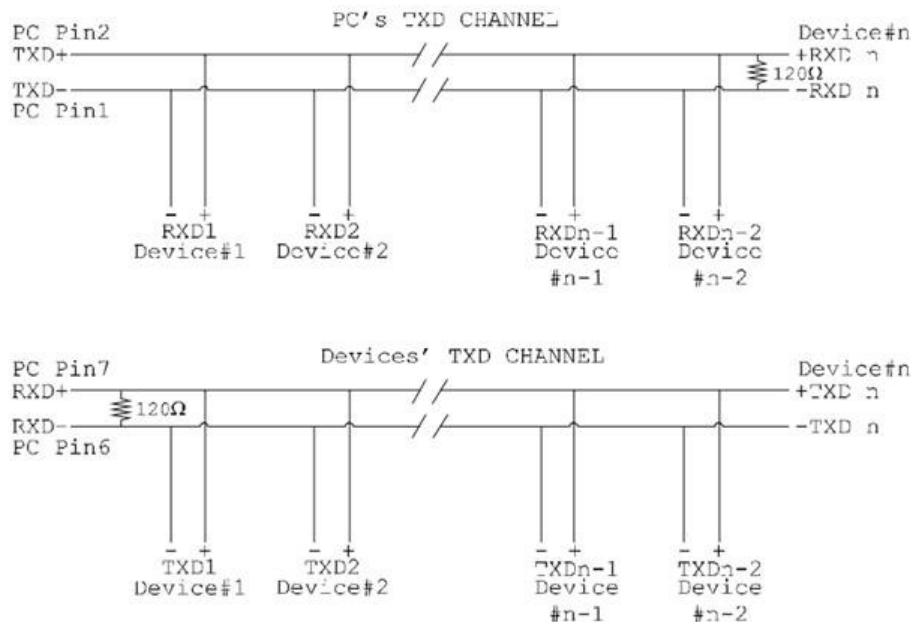 PC's TXD CHANNEL
PC Pin2
Device#n
TXD+
+RXD n
120Ω
TXD-
-RXD n
PC Pin1
- +
- +
- +
- +
RXD1
RXD2
RXDn-1
RXDn-2
Device#1
Device#2
Device
Device
#n-1
#n-2
Devices' TXD CHANNEL
PC Pin7
Device#n
RXD+
+TXD n
120Ω
RXD-
-TXD n
PC Pin6
- +
- +
- +
- +
TXD1
TXD2
TXDn-1
TXDn-2
Device#1
Device#2
Device
Device
#n-1
#n-2